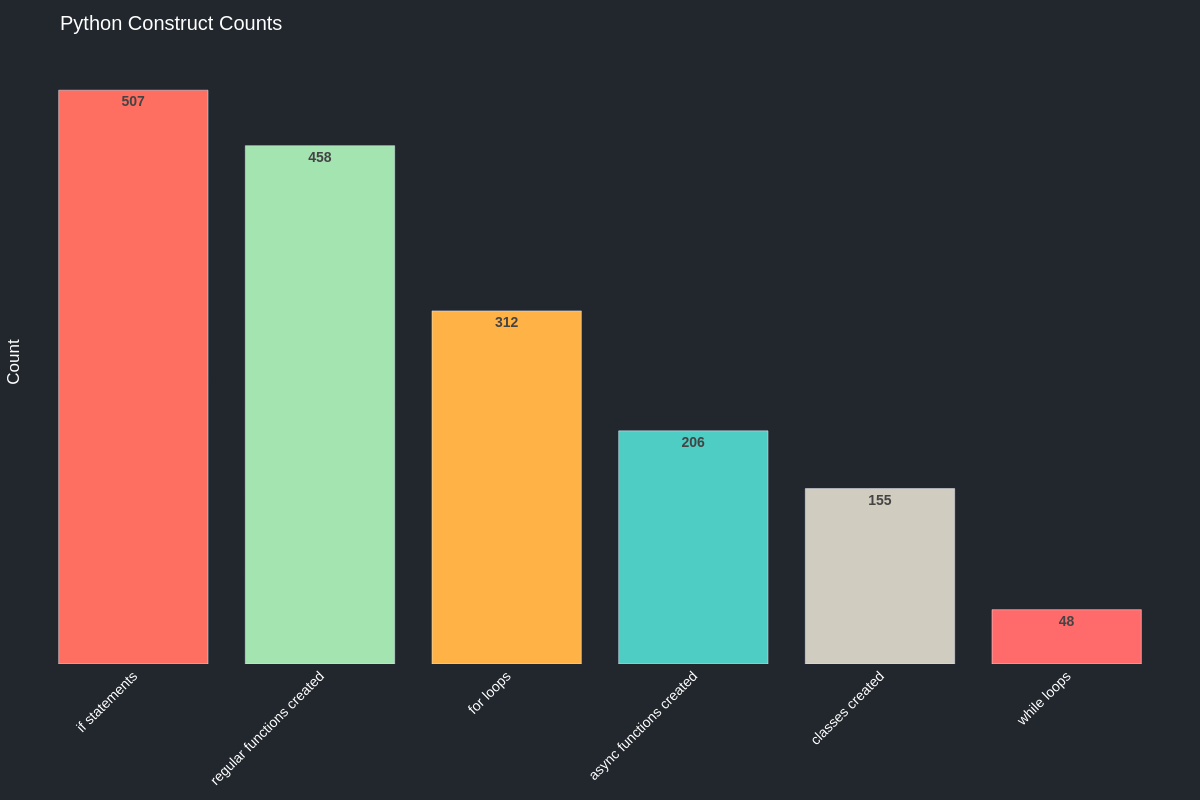 Python Construct Counts
507
458
312
206
155
48
Count
if statements
regular functions created
for loops
async functions created
classes created
while loops